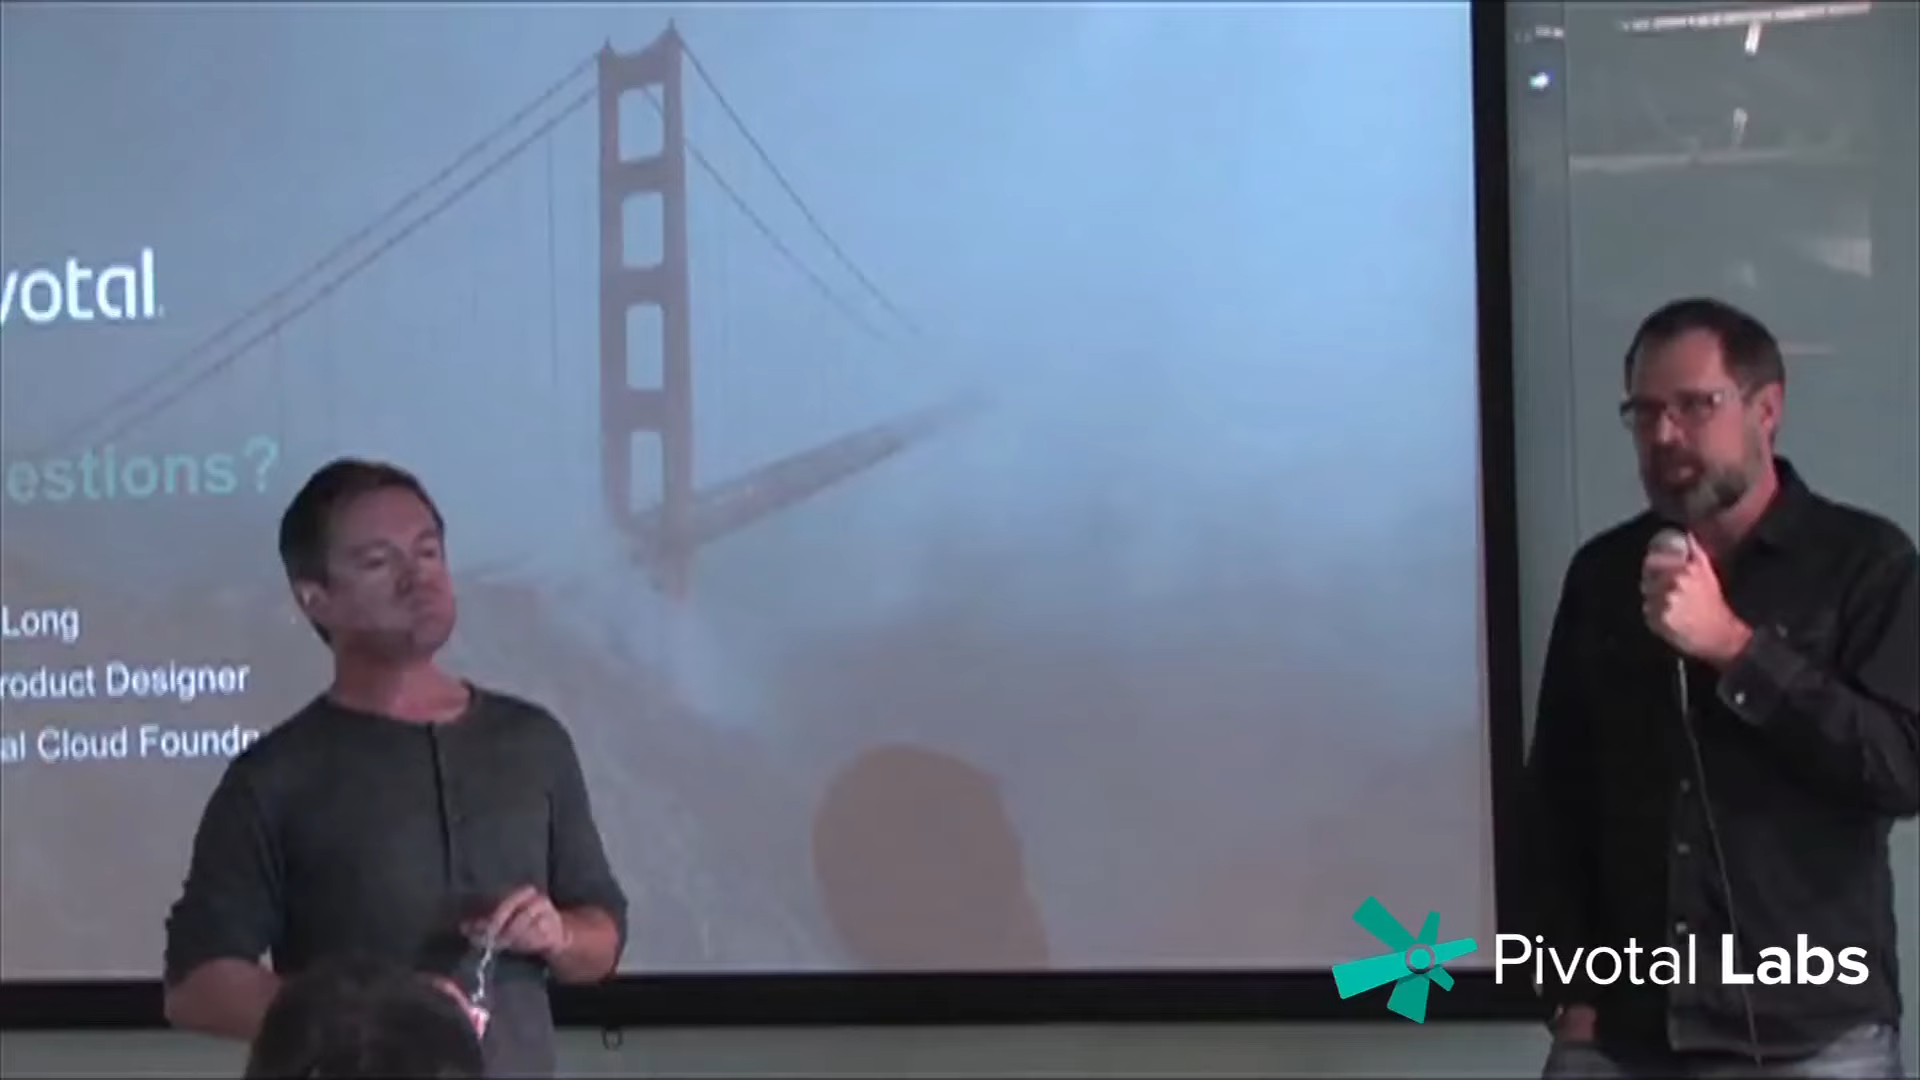 votal
estions?
Long
roduct Designer
al Cloud Foundr
Pivotal Labs